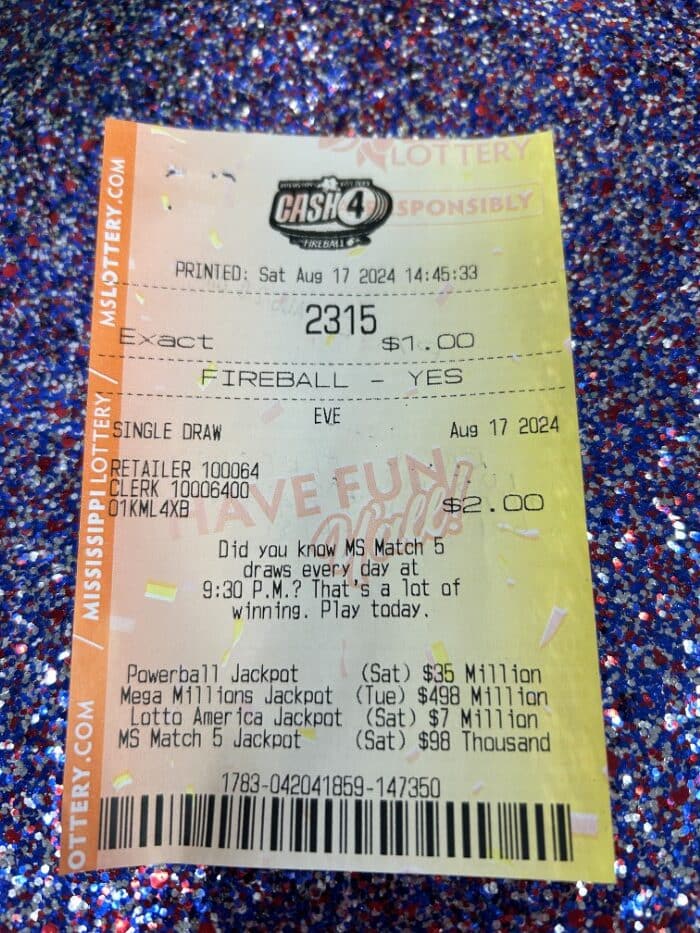 LOTTERY
CASH 4
FIREBALL
SPONSIBLY
PRINTED: Sat Aug 17 2024 14:45:33
2315
Exact $1.00
FIREBALL - YES
EVE
SINGLE DRAW Aug 17 2024
RETAILER 100064
CLERK 10006400
01KML4XB $2.00
HAVE FUN
Y'all!
Did you know MS Match 5
draws every day at
9:30 P.M.? That's a lot of
winning. Play today.
Powerball Jackpot (Sat) $35 Million
Mega Millions Jackpot (Tue) $498 Million
Lotto America Jackpot (Sat) $7 Million
MS Match 5 Jackpot (Sat) $98 Thousand
1783-042041859-147350
OTTERY.COM / MISSISSIPPI LOTTERY / MSLOTTERY.COM